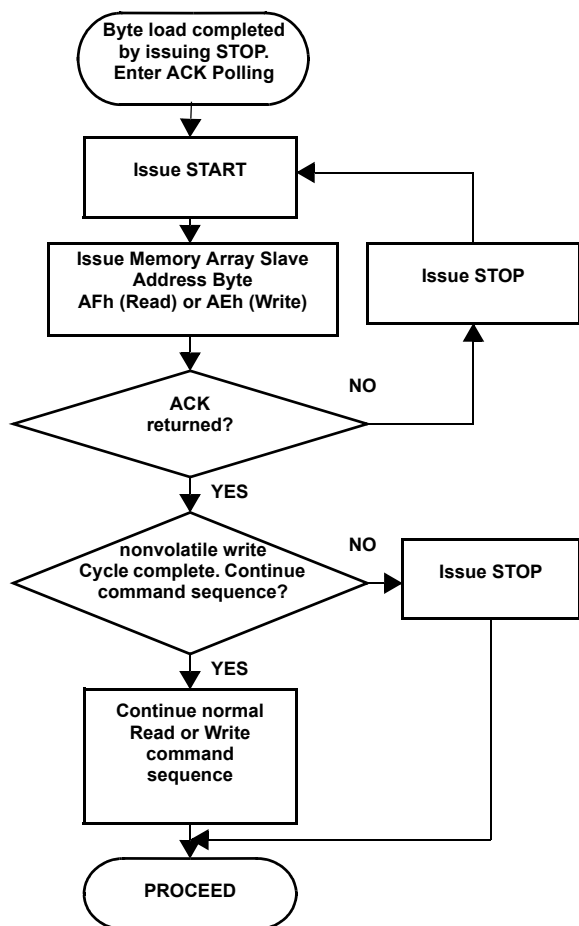 Byte load completed
by issuing STOP.
Enter ACK Polling
Issue START
Issue Memory Array Slave
Address Byte
AFh (Read) or AEh (Write)
Issue STOP
ACK
returned?
NO
YES
nonvolatile write
Cycle complete. Continue
command sequence?
NO
Issue STOP
YES
Continue normal
Read or Write
command
sequence
PROCEED